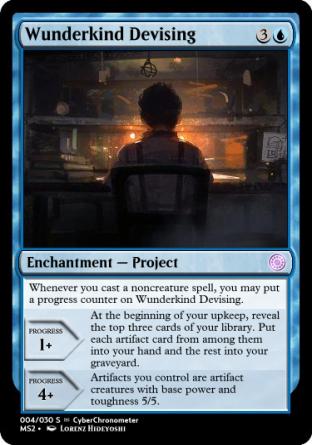 Wunderkind Devising 3
Enchantment — Project
Whenever you cast a noncreature spell, you may put
a progress counter on Wunderkind Devising.
PROGRESS
1+
At the beginning of your upkeep, reveal
the top three cards of your library. Put
each artifact card from among them
into your hand and the rest into your
graveyard.
PROGRESS
4+
Artifacts you control are artifact
creatures with base power and
toughness 5/5.
004/030 S CyberChronometer
MS2 • Lorenz Hideyoshi